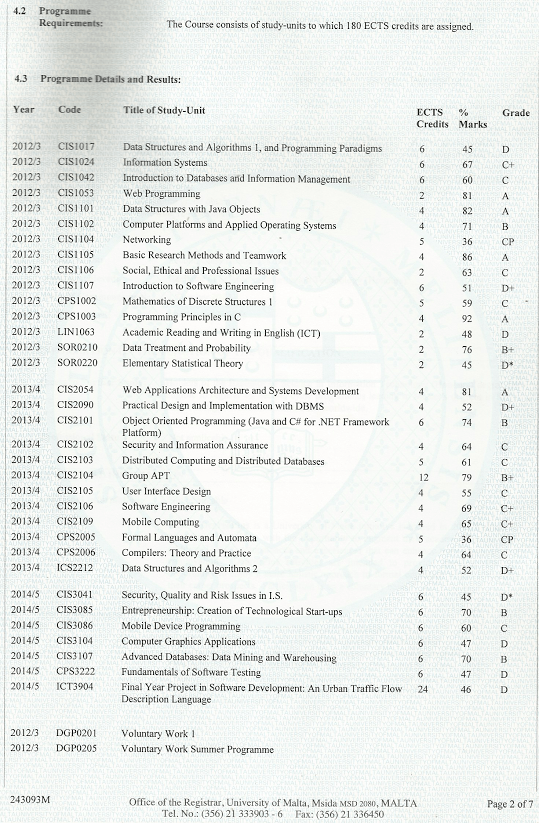 4.2 Programme
Requirements: The Course consists of study-units to which 180 ECTS credits are assigned.
4.3 Programme Details and Results:
Year Code Title of Study-Unit ECTS % Grade
Credits Marks
2012/3 CIS1017 Data Structures and Algorithms 1, and Programming Paradigms 6 45 D
2012/3 CIS1024 Information Systems 6 67 C+
2012/3 CIS1042 Introduction to Databases and Information Management 6 60 C
2012/3 CIS1053 Web Programming 2 81 A
2012/3 CIS1101 Data Structures with Java Objects 4 82 A
2012/3 CIS1102 Computer Platforms and Applied Operating Systems 4 71 B
2012/3 CIS1104 Networking 5 36 CP
2012/3 CIS1105 Basic Research Methods and Teamwork 4 86 A
2012/3 CIS1106 Social, Ethical and Professional Issues 2 63 C
2012/3 CIS1107 Introduction to Software Engineering 6 51 D+
2012/3 CPS1002 Mathematics of Discrete Structures 1 5 59 C
2012/3 CPS1003 Programming Principles in C 4 92 A
2012/3 LIN1063 Academic Reading and Writing in English (ICT) 2 48 D
2012/3 SOR0210 Data Treatment and Probability 2 76 B+
2012/3 SOR0220 Elementary Statistical Theory 2 45 D*
2013/4 CIS2054 Web Applications Architecture and Systems Development 4 81 A
2013/4 CIS2090 Practical Design and Implementation with DBMS 4 52 D+
2013/4 CIS2101 Object Oriented Programming (Java and C# for .NET Framework 6 74 B
Platform)
2013/4 CIS2102 Security and Information Assurance 4 64 C
2013/4 CIS2103 Distributed Computing and Distributed Databases 5 61 C
2013/4 CIS2104 Group APT 12 79 B+
2013/4 CIS2105 User Interface Design 4 55 C
2013/4 CIS2106 Software Engineering 4 69 C+
2013/4 CIS2109 Mobile Computing 4 65 C+
2013/4 CPS2005 Formal Languages and Automata 5 36 CP
2013/4 CPS2006 Compilers: Theory and Practice 4 64 C
2013/4 ICS2212 Data Structures and Algorithms 2 4 52 D+
2014/5 CIS3041 Security, Quality and Risk Issues in I.S. 6 45 D*
2014/5 CIS3085 Entrepreneurship: Creation of Technological Start-ups 6 70 B
2014/5 CIS3086 Mobile Device Programming 6 60 C
2014/5 CIS3104 Computer Graphics Applications 6 47 D
2014/5 CIS3107 Advanced Databases: Data Mining and Warehousing 6 70 B
2014/5 CPS3222 Fundamentals of Software Testing 6 47 D
2014/5 ICT3904 Final Year Project in Software Development: An Urban Traffic Flow 24 46 D
Description Language
2012/3 DGP0201 Voluntary Work 1
2012/3 DGP0205 Voluntary Work Summer Programme
243093M Office of the Registrar, University of Malta, Msida MSD 2080, MALTA Page 2 of 7
Tel. No.: (356) 21 333903 - 6 Fax: (356) 21 336450